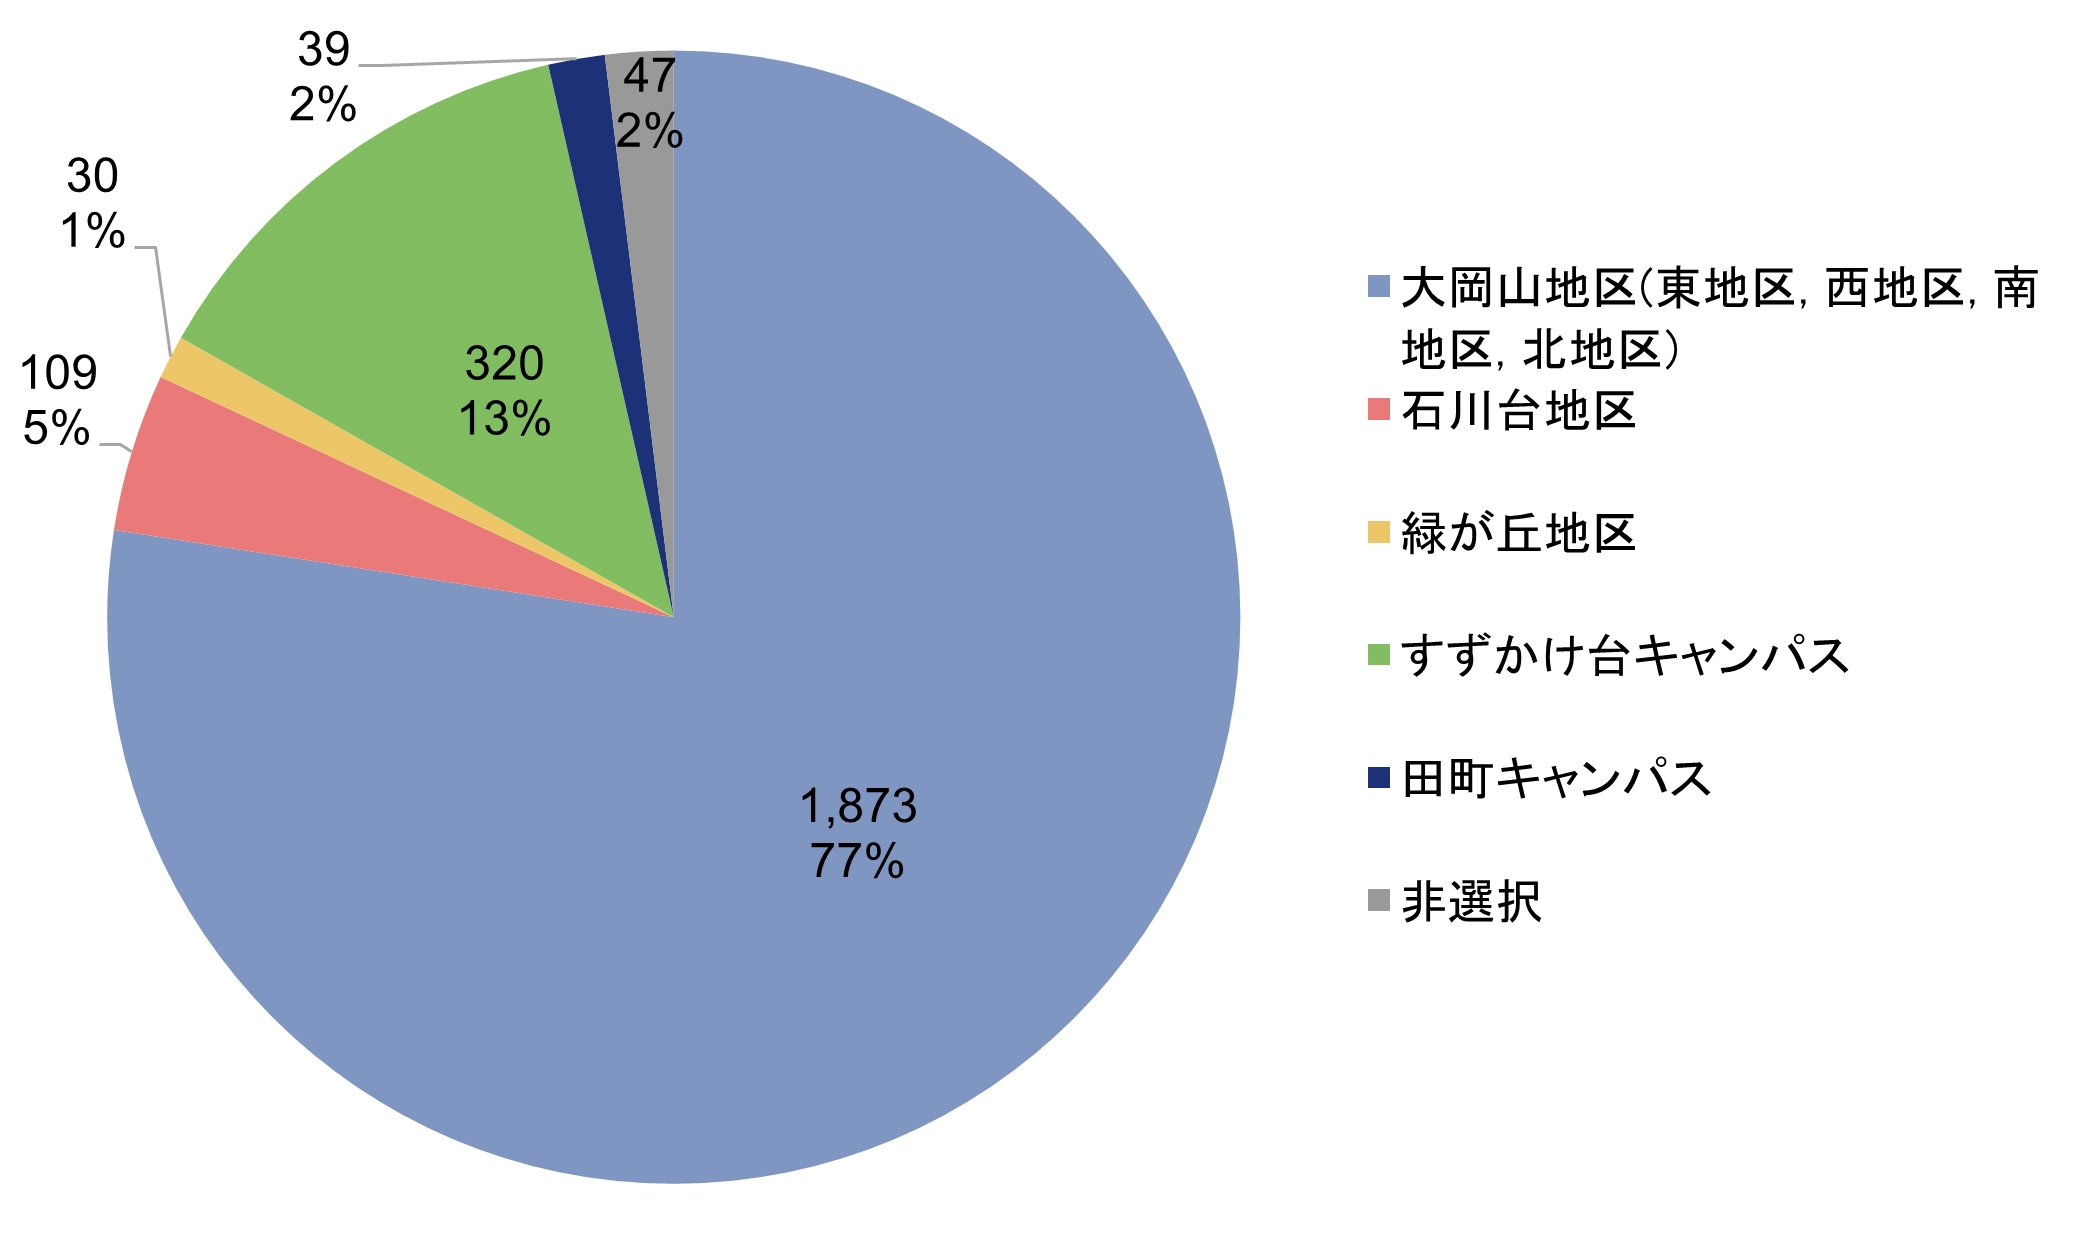 39
2%
47
2%
30
1%
109
5%
320
13%
1,873
77%
大岡山地区(東地区, 西地区, 南
地区, 北地区)
石川台地区
緑が丘地区
すずかけ台キャンパス
田町キャンパス
非選択